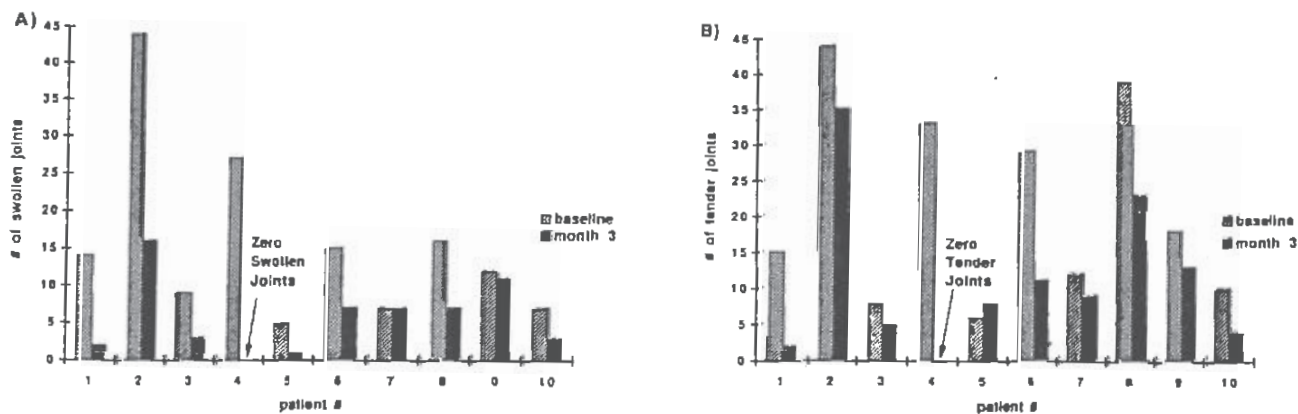 A)
45
40
35
30
25
20
15
10
5
0
# of swollen joints
Zero
Swollen
Joints
baseline
month 3
1 2 3 4 5 6 7 8 9 10
patient #
B)
45
40
35
30
25
20
15
10
5
0
# of tender joints
Zero
Tender
Joints
baseline
month 3
1 2 3 4 5 6 7 8 9 10
patient #